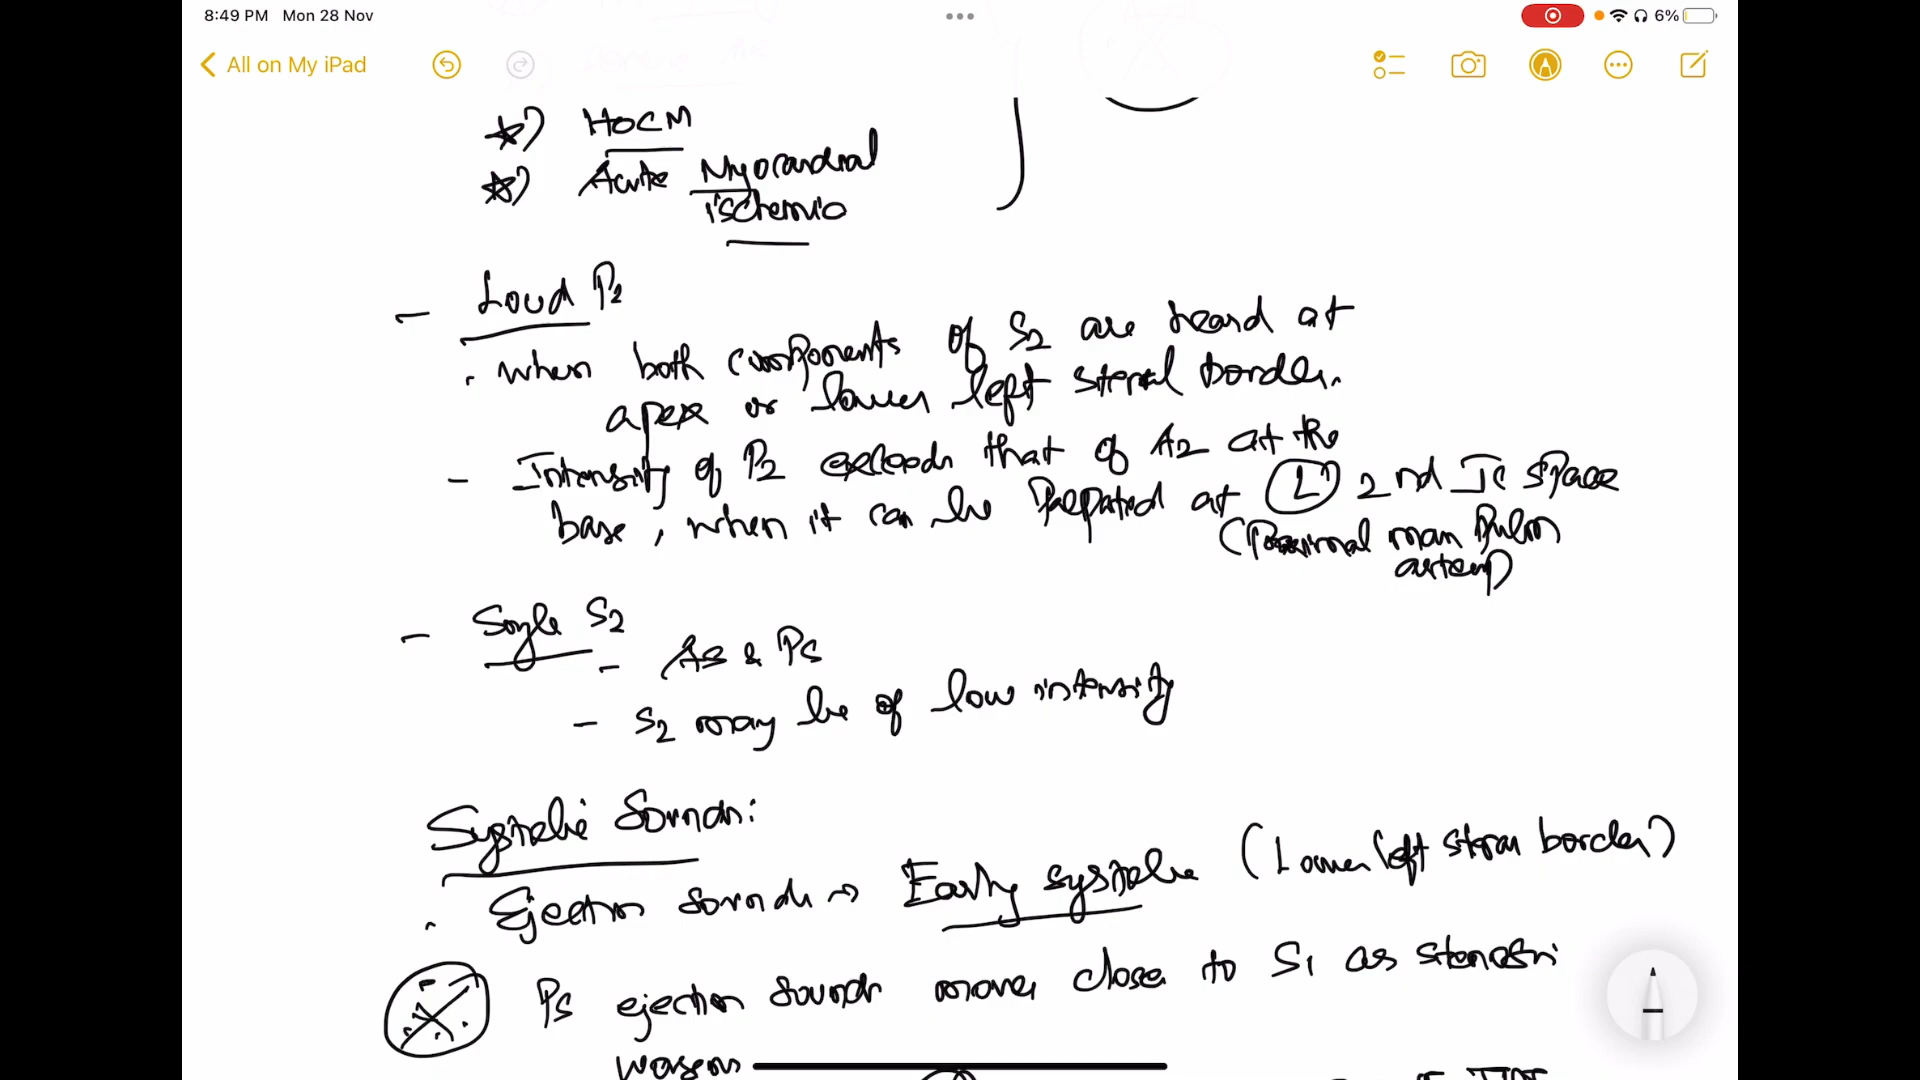 8:49 PM Mon 28 Nov
6%
All on My iPad
HOCM
Acute Myocardial
ischemia
- Loud P2
. when both components of S2 are heard at
apex or lower left sternal border.
- Intensity of P2 exceeds that of A2 at the
base, when it can be palpated at (L) 2nd IC space
(Proximal main pulm
artery)
- Single S2
- AS & PS
- S2 may be of low intensity
Systolic Sounds:
. Ejection sounds → Early systolic (Lower left stern border)
PS ejection sounds moves close to S1 as stenosis
worsens